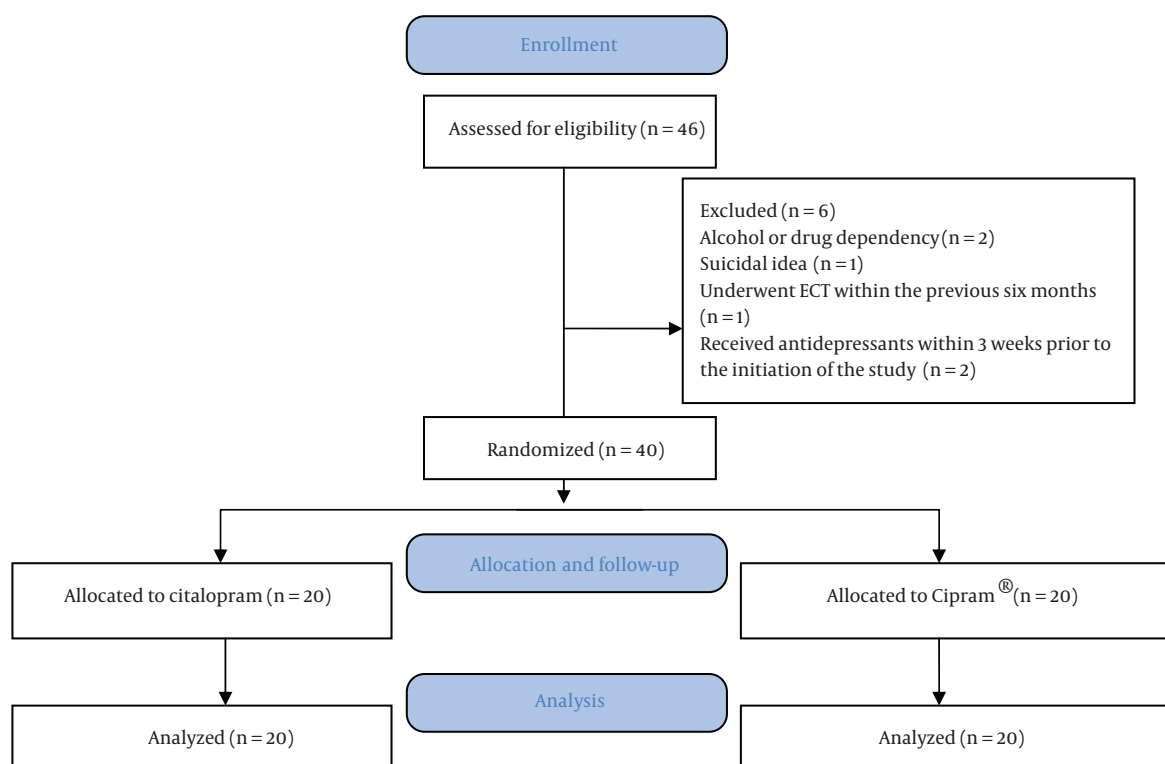 Enrollment
Assessed for eligibility (n = 46)
Excluded (n = 6)
Alcohol or drug dependency (n = 2)
Suicidal idea (n = 1)
Underwent ECT within the previous six months
(n = 1)
Received antidepressants within 3 weeks prior to
the initiation of the study (n = 2)
Randomized (n = 40)
Allocation and follow-up
Allocated to citalopram (n = 20)
Allocated to Cipram ®(n = 20)
Analysis
Analyzed (n = 20)
Analyzed (n = 20)